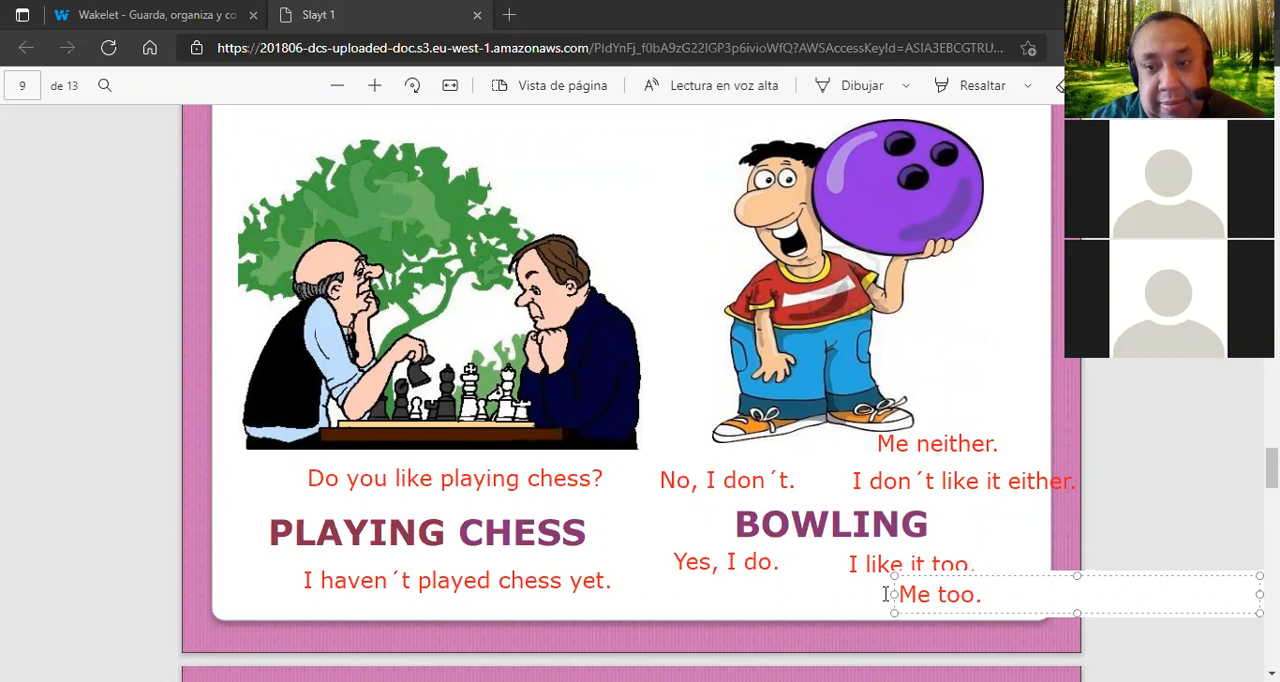 Wakelet - Guarda, organiza y co
Slayt 1
https://201806-dcs-uploaded-doc.s3.eu-west-1.amazonaws.com/PIdYnFj_f0bA9zG22IGP3p6ivioWfQ?AWSAccessKeyId=ASIA3EBCGTRU...
9 de 13
Vista de página
Lectura en voz alta
Dibujar
Resaltar
Me neither.
Do you like playing chess?
No, I don´t.
I don´t like it either.
PLAYING CHESS
BOWLING
Yes, I do.
I like it too.
I haven´t played chess yet.
Me too.